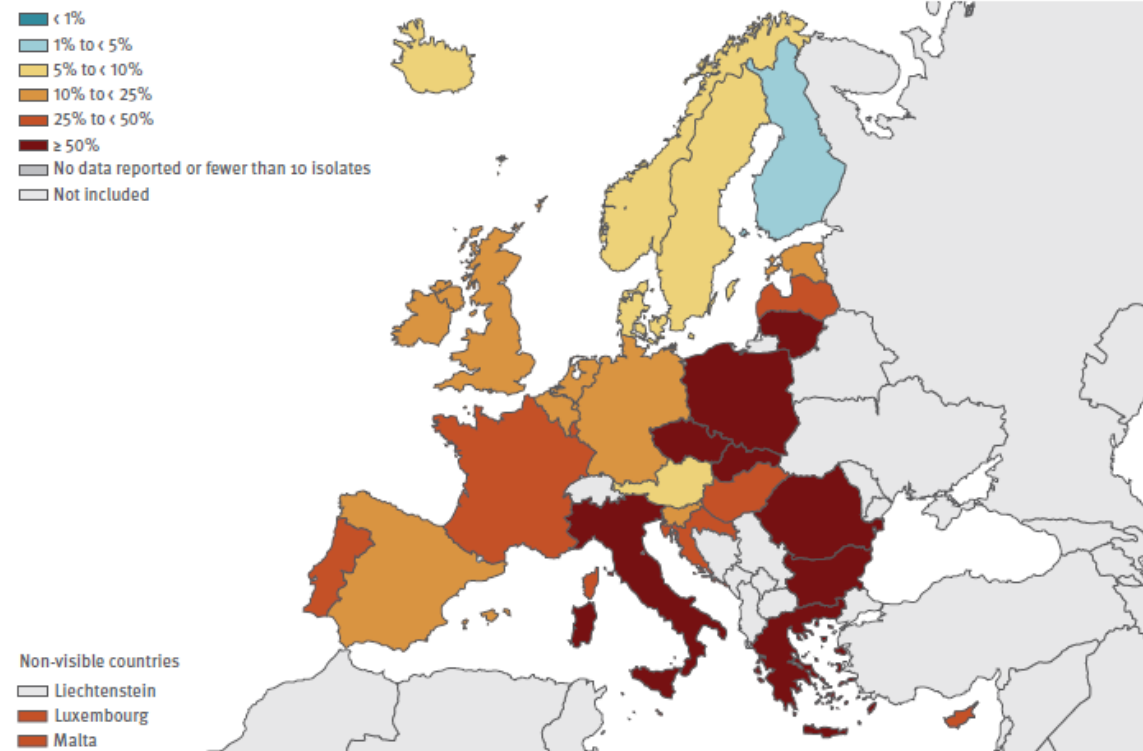 < 1%
1% to < 5%
5% to < 10%
10% to < 25%
25% to < 50%
≥ 50%
No data reported or fewer than 10 isolates
Not included
Non-visible countries
Liechtenstein
Luxembourg
Malta